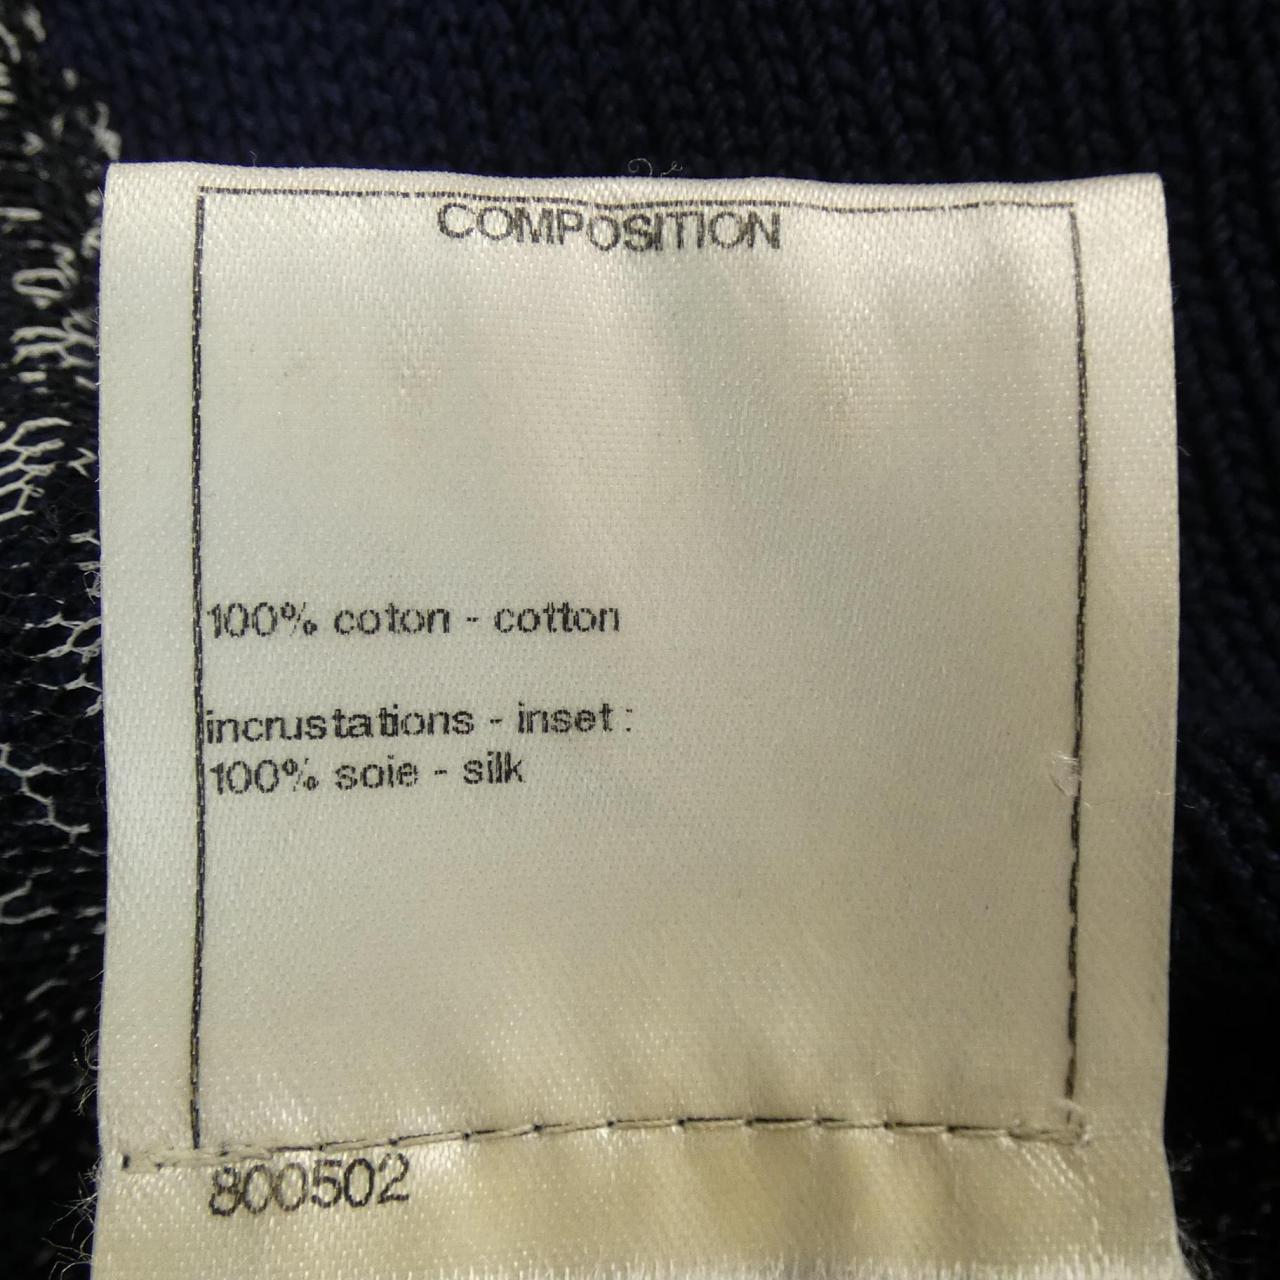 COMPOSITION
100% coton - cotton
incrustations - inset :
100% soie - silk
800502